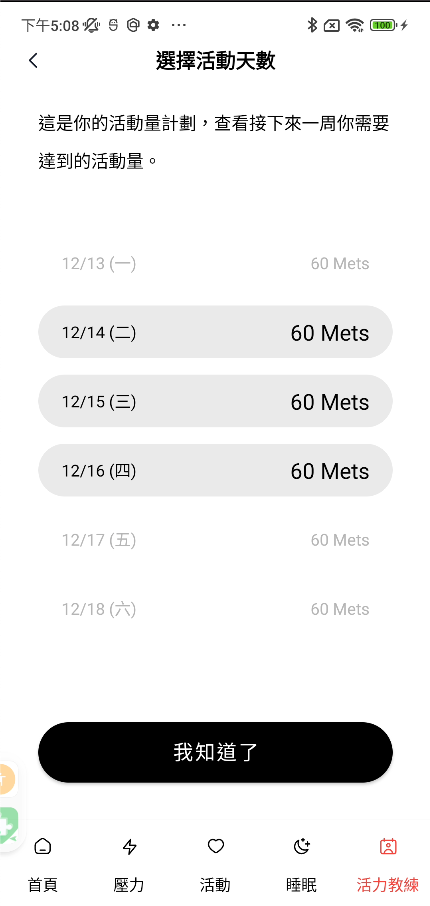 下午5:08
100
選擇活動天數
這是你的活動量計劃，查看接下來一周你需要
達到的活動量。
12/13 (一) 60 Mets
12/14 (二) 60 Mets
12/15 (三) 60 Mets
12/16 (四) 60 Mets
12/17 (五) 60 Mets
12/18 (六) 60 Mets
我知道了
首頁 壓力 活動 睡眠 活力教練